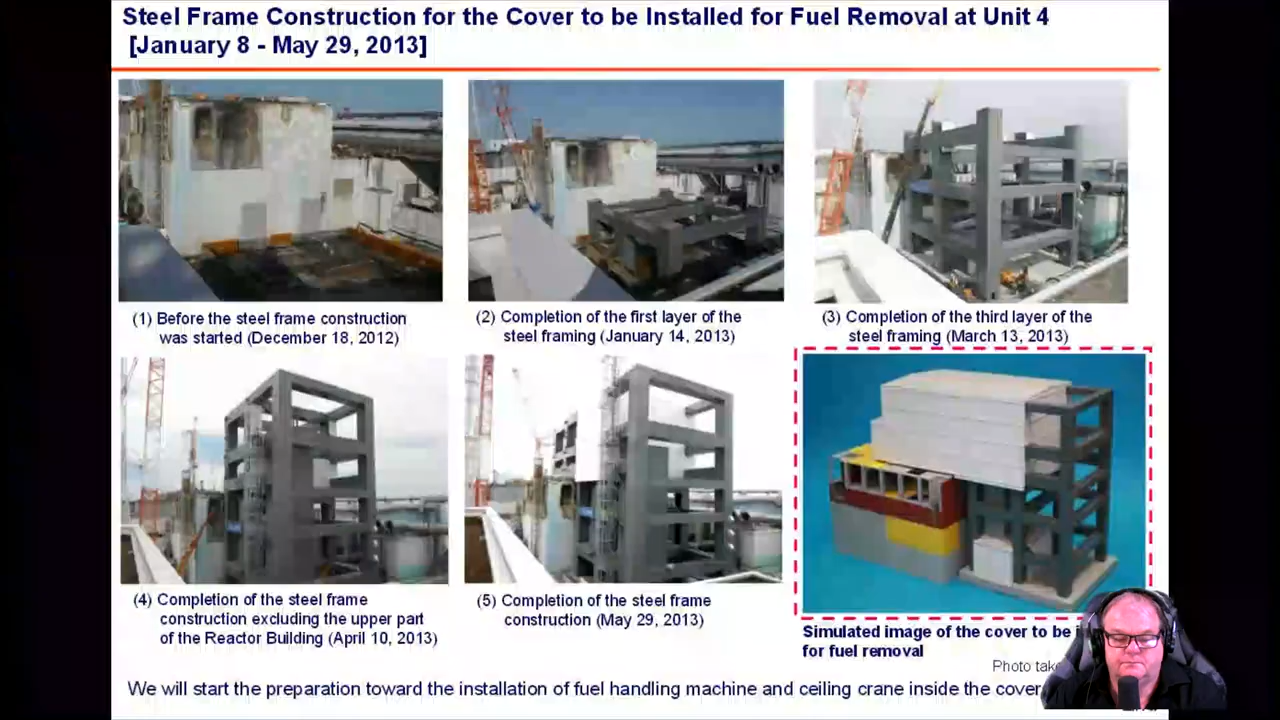 Steel Frame Construction for the Cover to be Installed for Fuel Removal at Unit 4
[January 8 - May 29, 2013]
(1) Before the steel frame construction
was started (December 18, 2012)
(2) Completion of the first layer of the
steel framing (January 14, 2013)
(3) Completion of the third layer of the
steel framing (March 13, 2013)
(4) Completion of the steel frame
construction excluding the upper part
of the Reactor Building (April 10, 2013)
(5) Completion of the steel frame
construction (May 29, 2013)
Simulated image of the cover to be
for fuel removal
Photo
We will start the preparation toward the installation of fuel handling machine and ceiling crane inside the cover